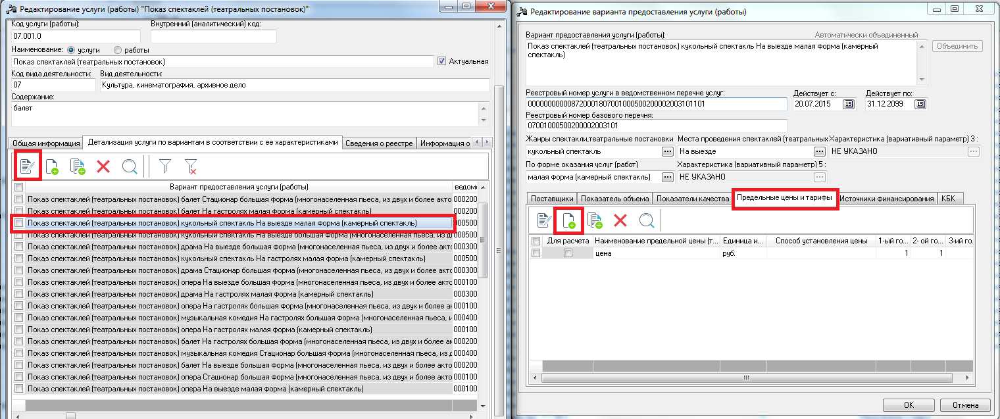 Редактирование услуги (работы) "Показ спектаклей (театральных постановок)"
Код услуги (работы):
Внутренний (аналитический) код:
07.001.0
Наименование:
услуги
работы
Показ спектаклей (театральных постановок)
Актуальная
Код вида деятельности:
Вид деятельности:
07
Культура, кинематография, архивное дело
Содержание:
балет
Общая информация
Детализация услуги по вариантам в соответствии с ее характеристиками
Сведения о реестре
Информация о
Вариант предоставления услуги (работы)
ведомс
Показ спектаклей (театральных постановок) балет Стационар большая форма (многонаселенная пьеса, из двух и более акто 000200
Показ спектаклей (театральных постановок) балет На гастролях малая форма (камерный спектакль) 000200
Показ спектаклей (театральных постановок) кукольный спектакль На выезде малая форма (камерный спектакль) 000500
Показ спектаклей (театральных постановок) кукольный спектакль На выезде большая форма (многонаселенная пьеса, из д 000500
Показ спектаклей (театральных постановок) драма На выезде большая форма (многонаселенная пьеса, из двух и более акто 000300
Показ спектаклей (театральных постановок) кукольный спектакль На гастролях малая форма (камерный спектакль) 000500
Показ спектаклей (театральных постановок) драма Стационар большая форма (многонаселенная пьеса, из двух и более акто 000300
Показ спектаклей (театральных постановок) опера На выезде большая форма (многонаселенная пьеса, из двух и более акто 000100
Показ спектаклей (театральных постановок) драма На гастролях малая форма (камерный спектакль) 000300
Показ спектаклей (театральных постановок) опера На гастролях большая форма (многонаселенная пьеса, из двух и более ак 000100
Показ спектаклей (театральных постановок) музыкальная комедия На гастролях большая форма (многонаселенная пьеса, и 000400
Показ спектаклей (театральных постановок) опера На гастролях малая форма (камерный спектакль) 000100
Показ спектаклей (театральных постановок) балет На гастролях большая форма (многонаселенная пьеса, из двух и более ак 000200
Показ спектаклей (театральных постановок) музыкальная комедия Стационар большая форма (многонаселенная пьеса, из д 000400
Показ спектаклей (театральных постановок) балет На выезде большая форма (многонаселенная пьеса, из двух и более акто 000200
Показ спектаклей (театральных постановок) опера Стационар большая форма (многонаселенная пьеса, из двух и более акто 000100
Показ спектаклей (театральных постановок) опера На выезде малая форма (камерный спектакль) 000100
Редактирование варианта предоставления услуги (работы)
Вариант предоставления услуги (работы):
Автоматически объединенный
Показ спектаклей (театральных постановок) кукольный спектакль На выезде малая форма (камерный
спектакль)
Объединить
Реестровый номер услуги в ведомственном перечне услуг:
Действует с:
Действует по:
000000000008720001807001000500200002003101101
20.07.2015
15
31.12.2099
15
Реестровый номер базового перечня:
07001000500200002003101
Жанры спектакли,театральные постановки
Места проведения спектаклей (театральных
Характеристика (вариативный параметр) 3 :
кукольный спектакль
На выезде
НЕ УКАЗАНО
По форме оказания услуг (работ)
Характеристика (вариативный параметр) 5 :
малая форма (камерный спектакль)
НЕ УКАЗАНО
Поставщики
Показатель объема
Показатели качества
Предельные цены и тарифы
Источники финансирования
КБК
Для расчета
Наименование предельной цены (т...
Единица и...
Способ установления цены
1-ый го...
2- ой го...
3-ий го.
цена
руб.
1
1
OK
Отмена